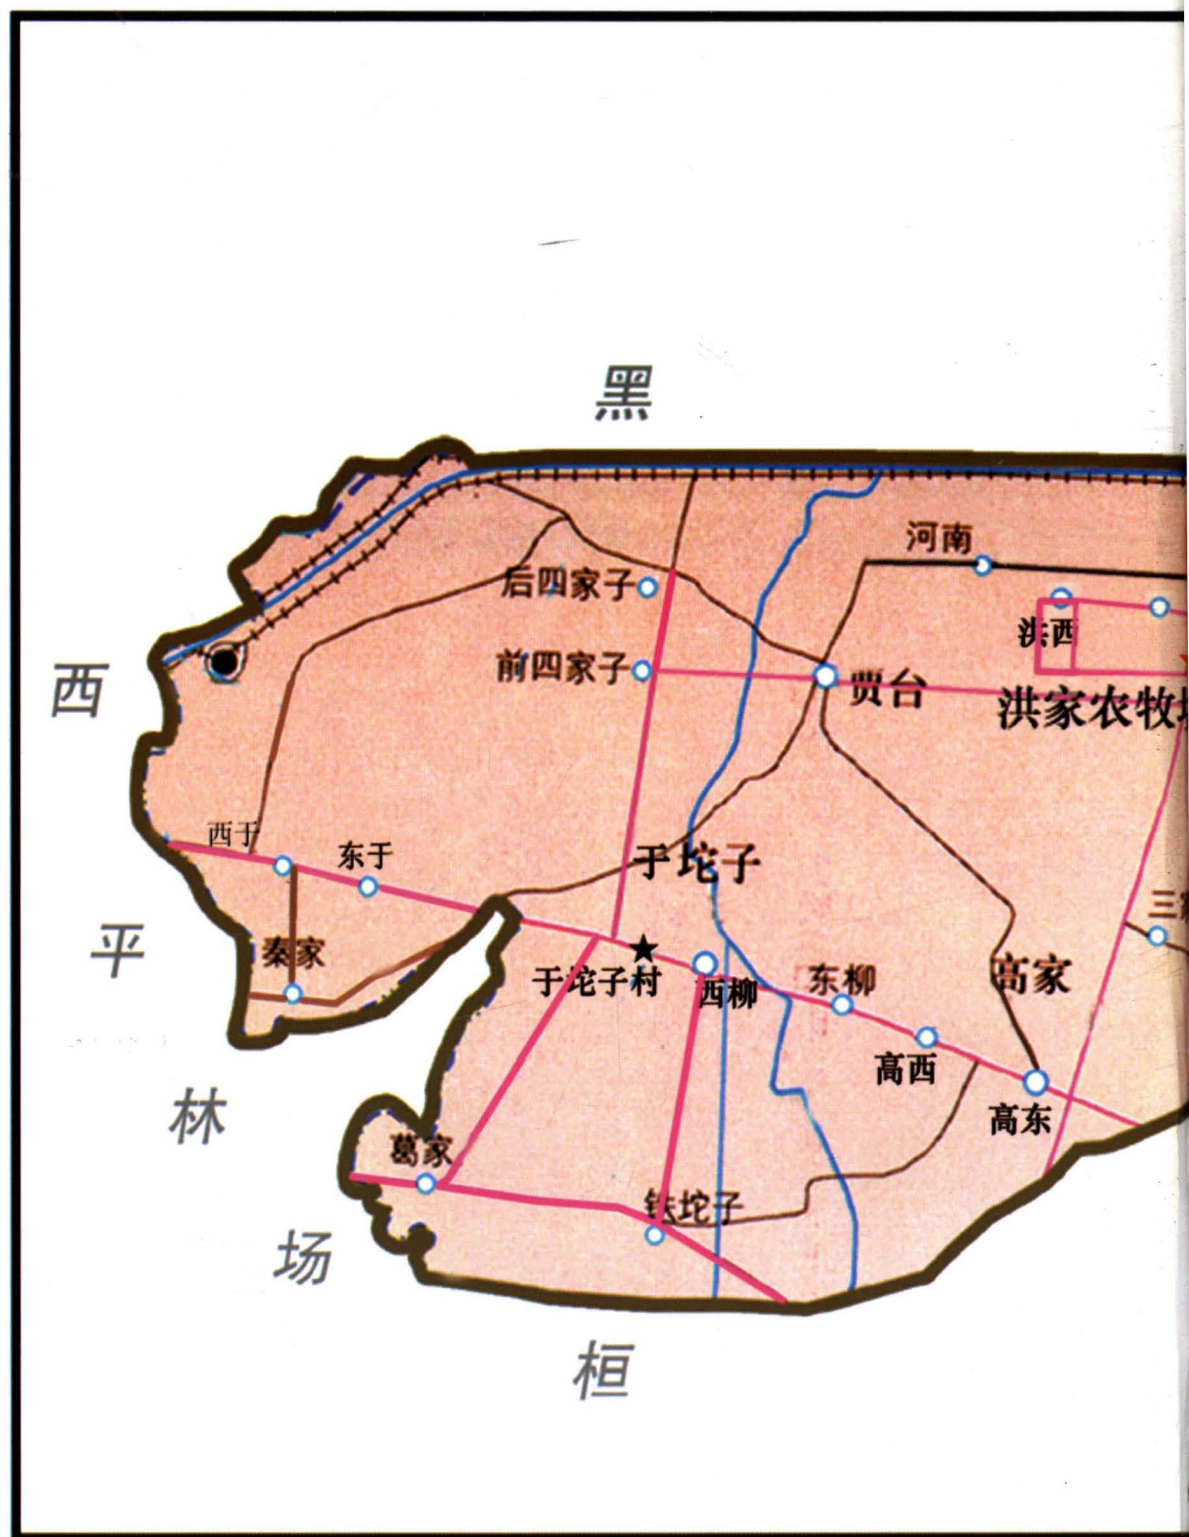 黑
河南
后四家子
洪西
前四家子
贾台
西
洪家农牧
西于
东于
于坨子
三
平
秦家
于坨子村
西柳
东柳
高家
高西
林
高东
葛家
铁坨子
场
桓